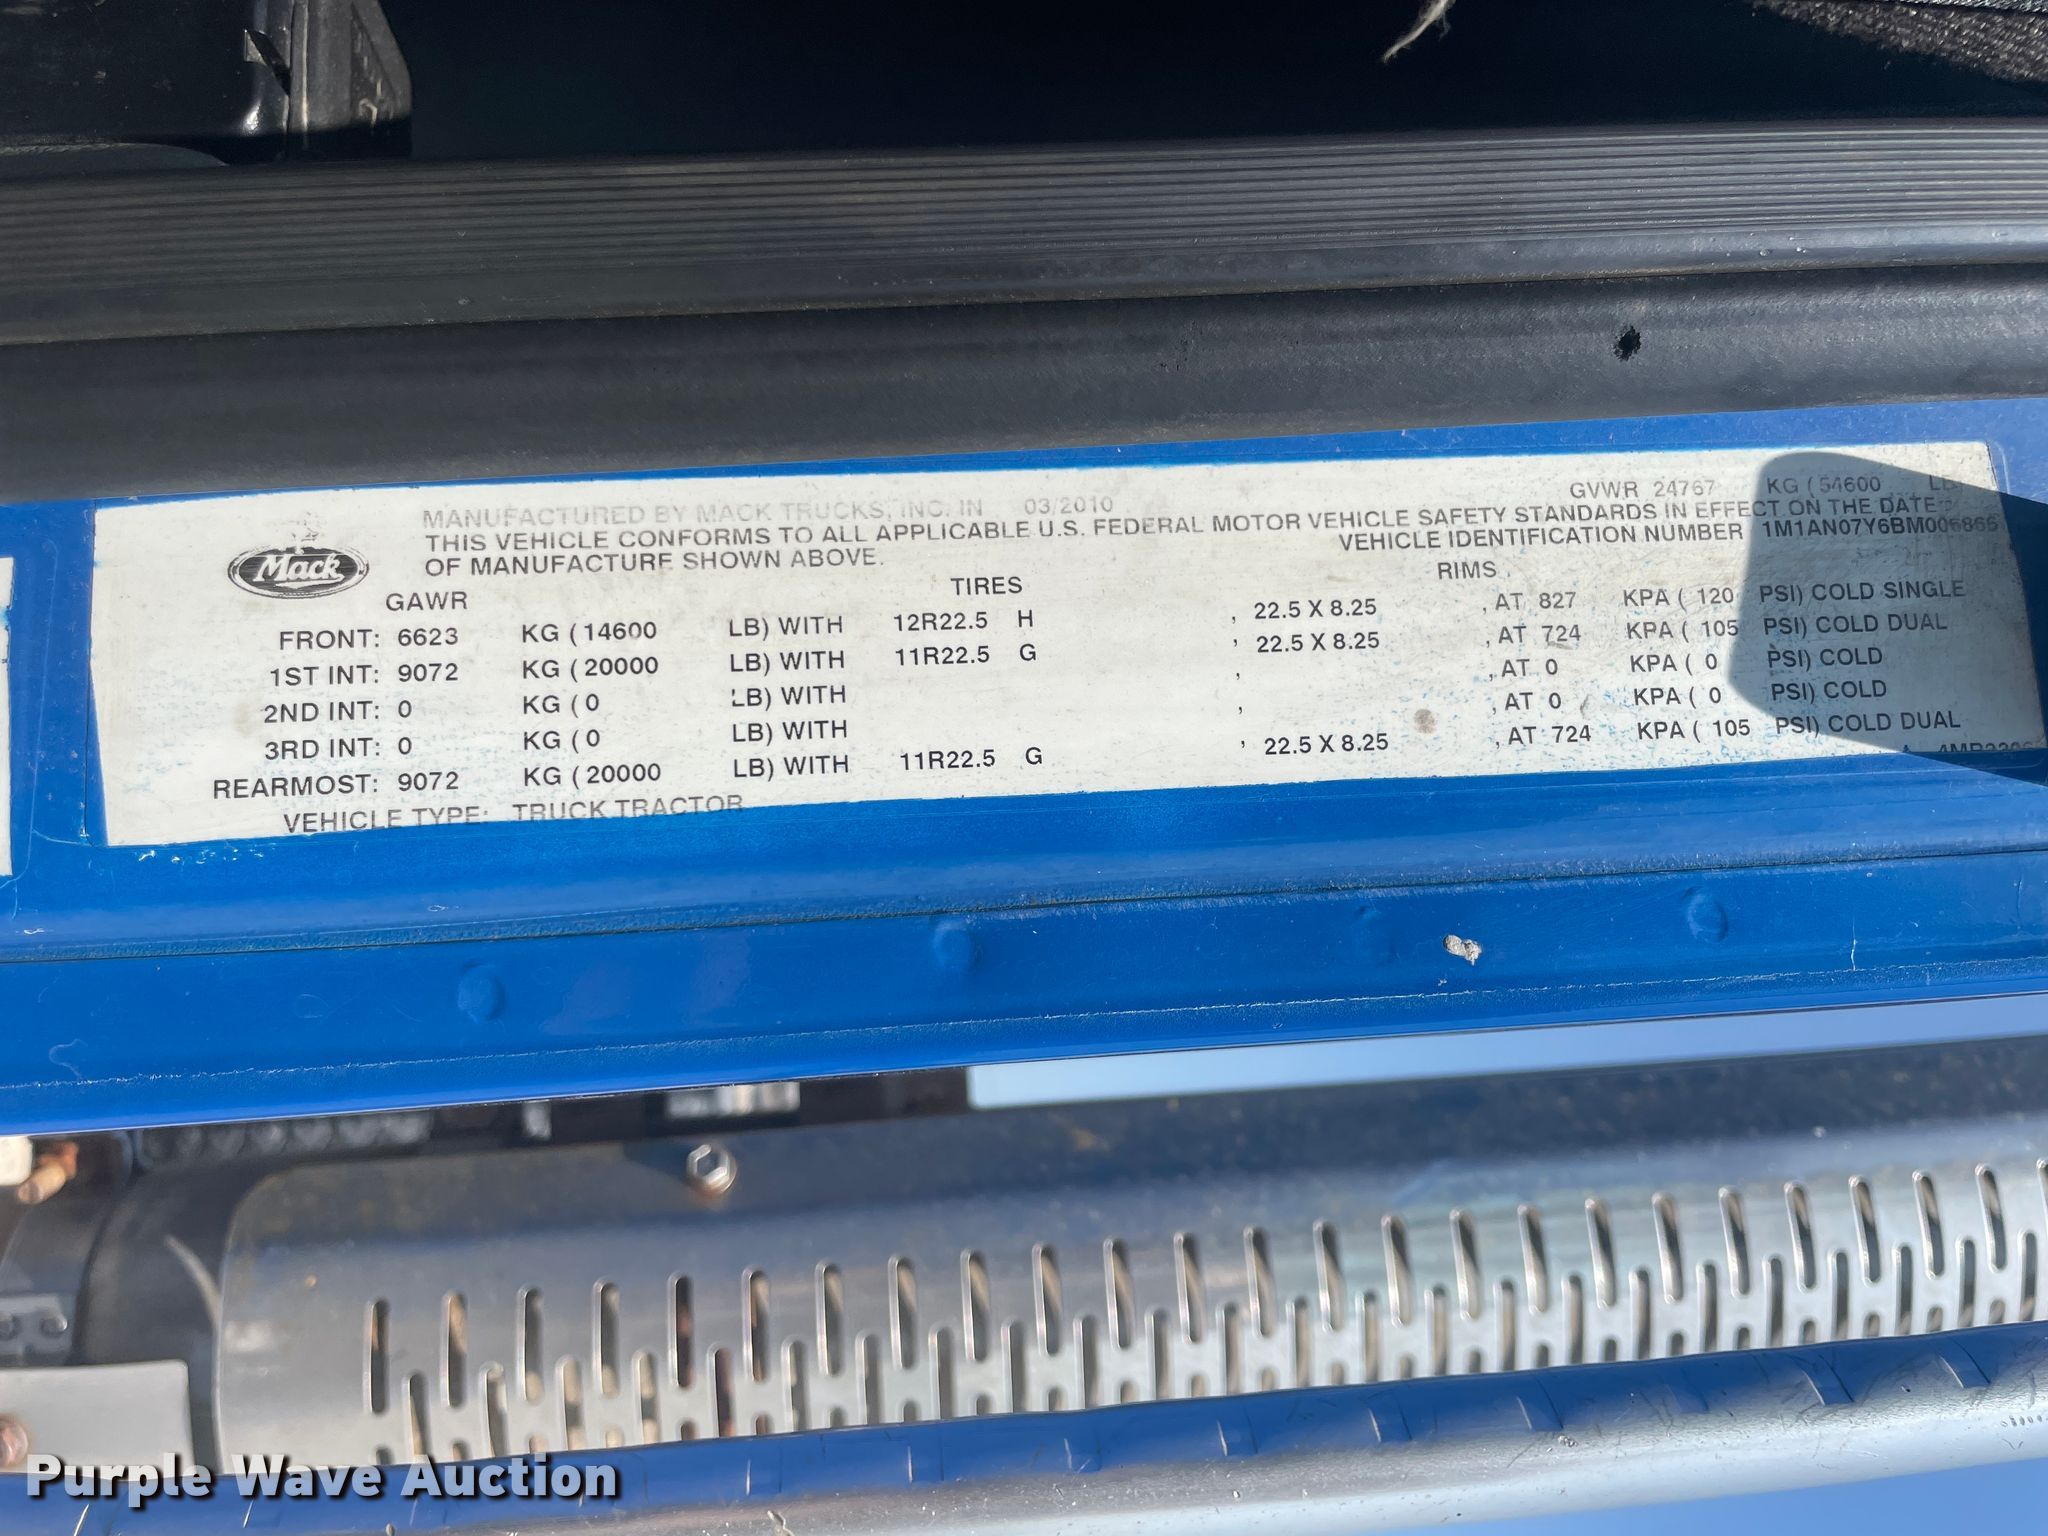 GVWR 24767 KG ( 54600 LB
MANUFACTURED BY MACK TRUCKS, INC. IN 03/2010
THIS VEHICLE CONFORMS TO ALL APPLICABLE U.S. FEDERAL MOTOR VEHICLE SAFETY STANDARDS IN EFFECT ON THE DATE
OF MANUFACTURE SHOWN ABOVE. VEHICLE IDENTIFICATION NUMBER 1M1AN07Y6BM006865
Mack
GAWR TIRES RIMS
FRONT: 6623 KG ( 14600 LB) WITH 12R22.5 H , 22.5 X 8.25 , AT 827 KPA ( 120 PSI) COLD SINGLE
1ST INT: 9072 KG ( 20000 LB) WITH 11R22.5 G , 22.5 X 8.25 , AT 724 KPA ( 105 PSI) COLD DUAL
2ND INT: 0 KG ( 0 LB) WITH , , AT 0 KPA ( 0 PSI) COLD
3RD INT: 0 KG ( 0 LB) WITH , , AT 0 KPA ( 0 PSI) COLD
REARMOST: 9072 KG ( 20000 LB) WITH 11R22.5 G , 22.5 X 8.25 , AT 724 KPA ( 105 PSI) COLD DUAL
VEHICLE TYPE: TRUCK TRACTOR
Purple Wave Auction